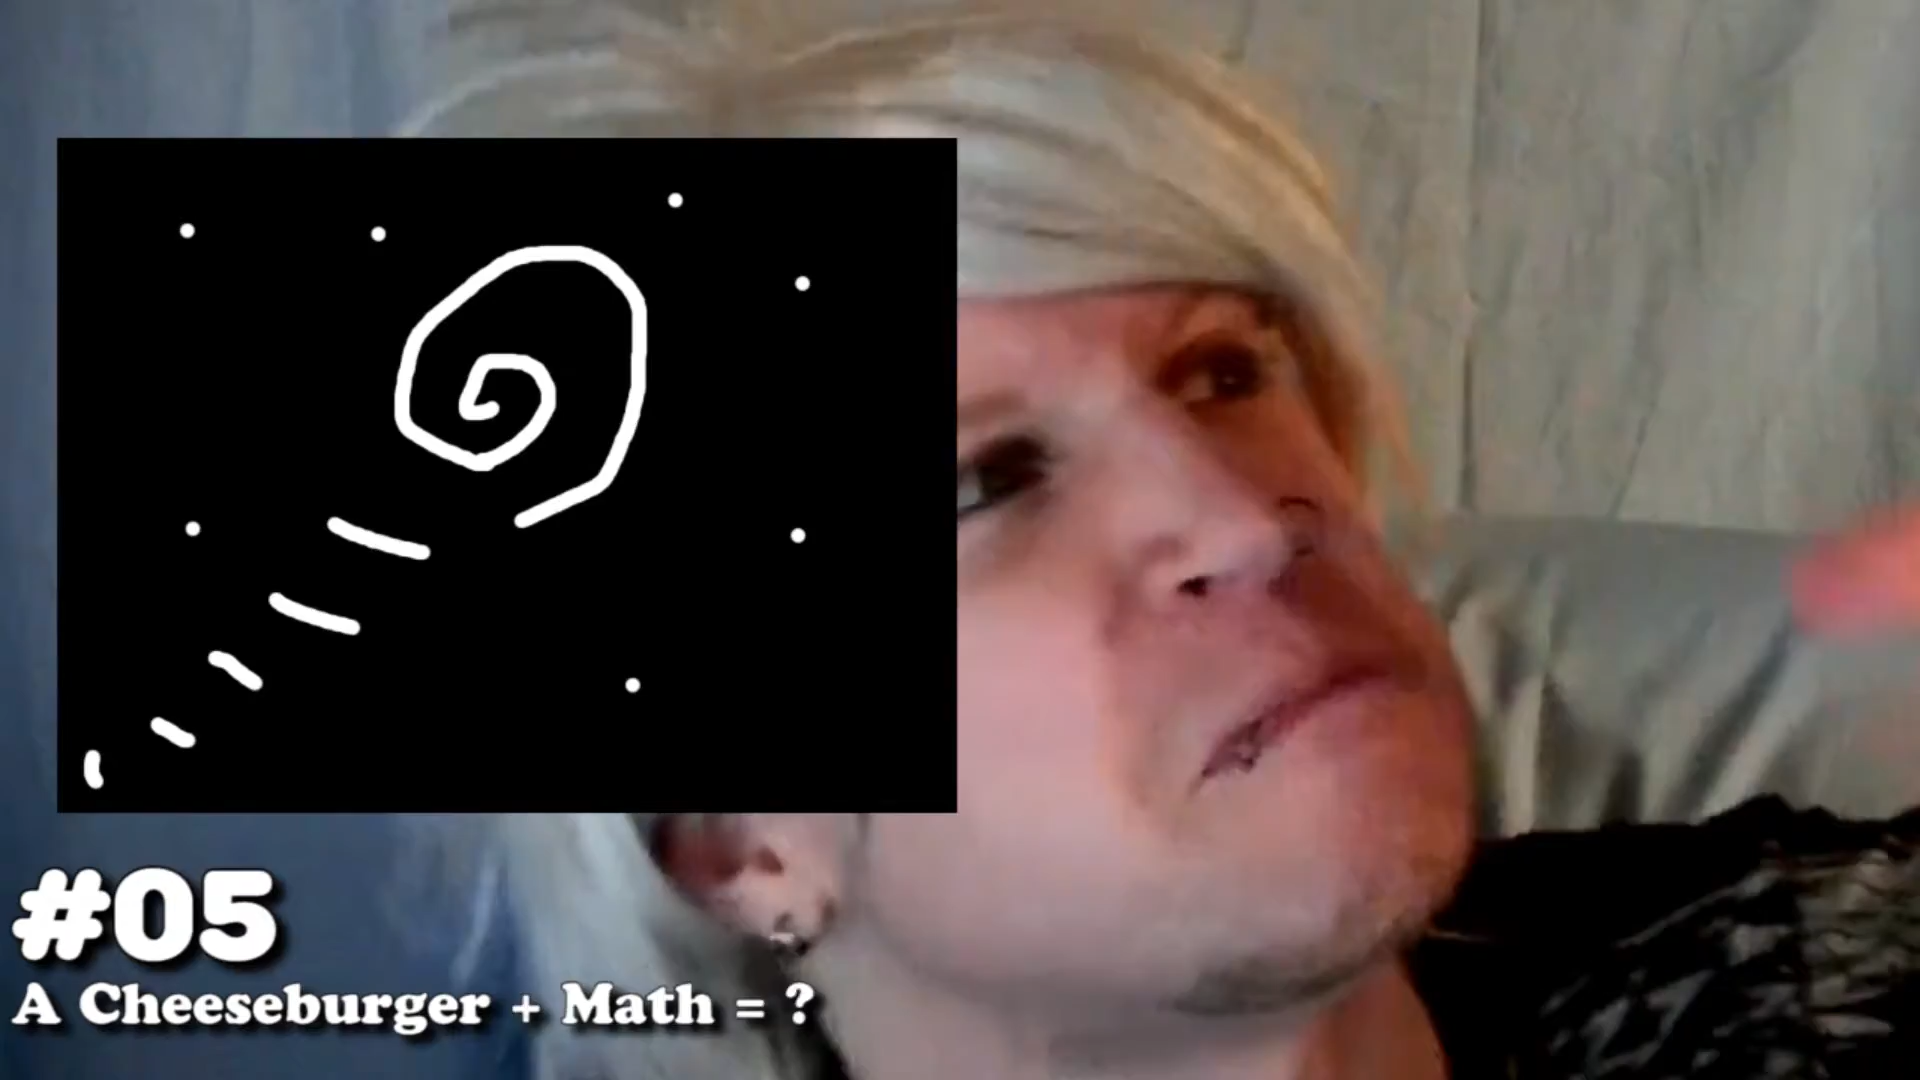 #05
A Cheeseburger + Math = ?